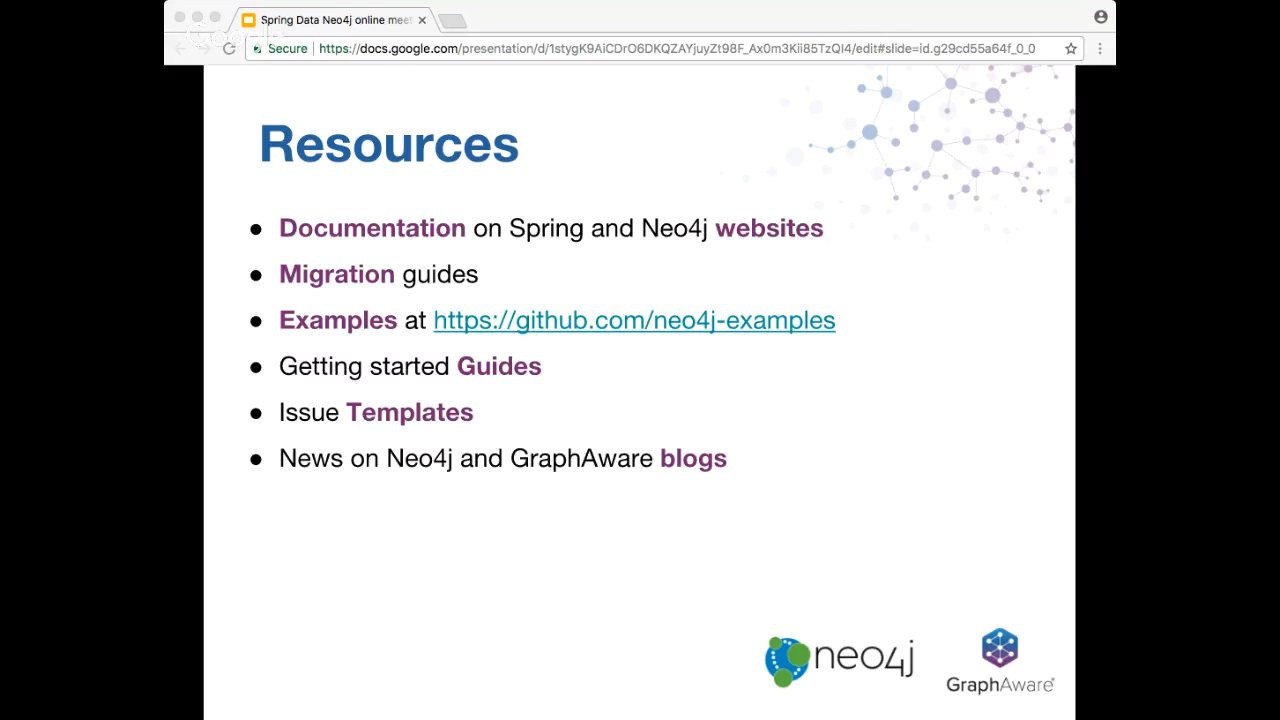 Spring Data Neo4j online meet
Google
Secure
https://docs.google.com/presentation/d/1stygK9AiCDrO6DKQZAYjuyZt98F_Ax0m3Kii85TzQI4/edit#slide=id.g29cd55a64f_0_0
Resources
● Documentation on Spring and Neo4j websites
● Migration guides
● Examples at https://github.com/neo4j-examples
● Getting started Guides
● Issue Templates
● News on Neo4j and GraphAware blogs
neo4j
GraphAware®